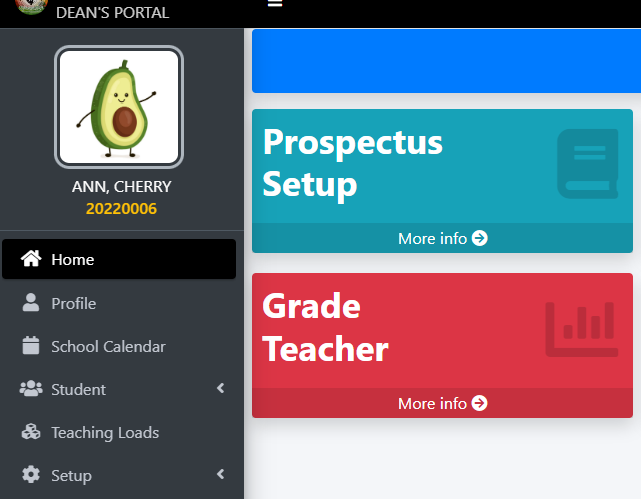 DEAN'S PORTAL
ANN, CHERRY
20220006
Home
Profile
School Calendar
Student
Teaching Loads
Setup
Prospectus
Setup
More info
Grade
Teacher
More info